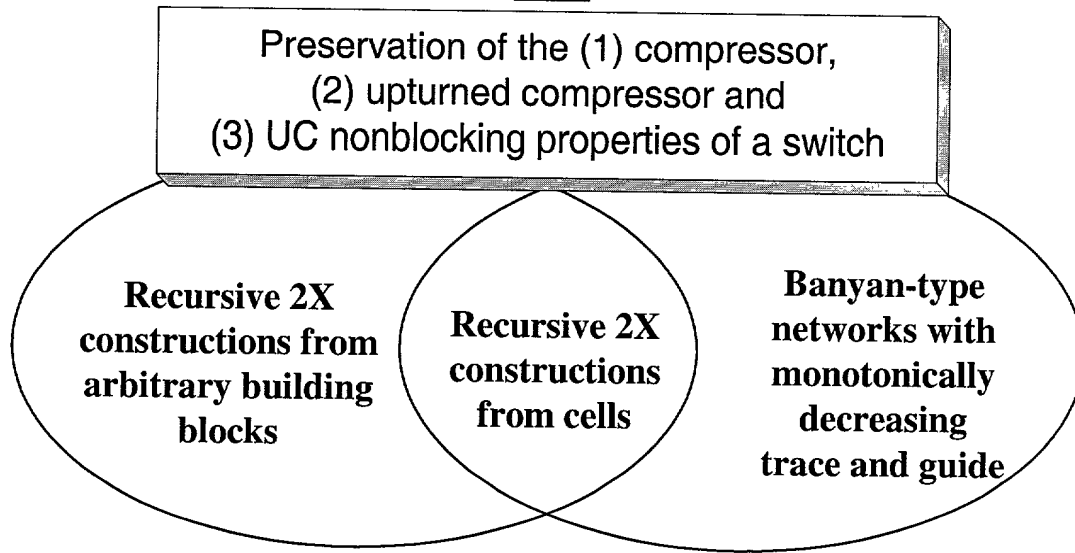 Preservation of the (1) compressor,
(2) upturned compressor and
(3) UC nonblocking properties of a switch
Recursive 2X
constructions from
arbitrary building
blocks
Recursive 2X
constructions
from cells
Banyan-type
networks with
monotonically
decreasing
trace and guide